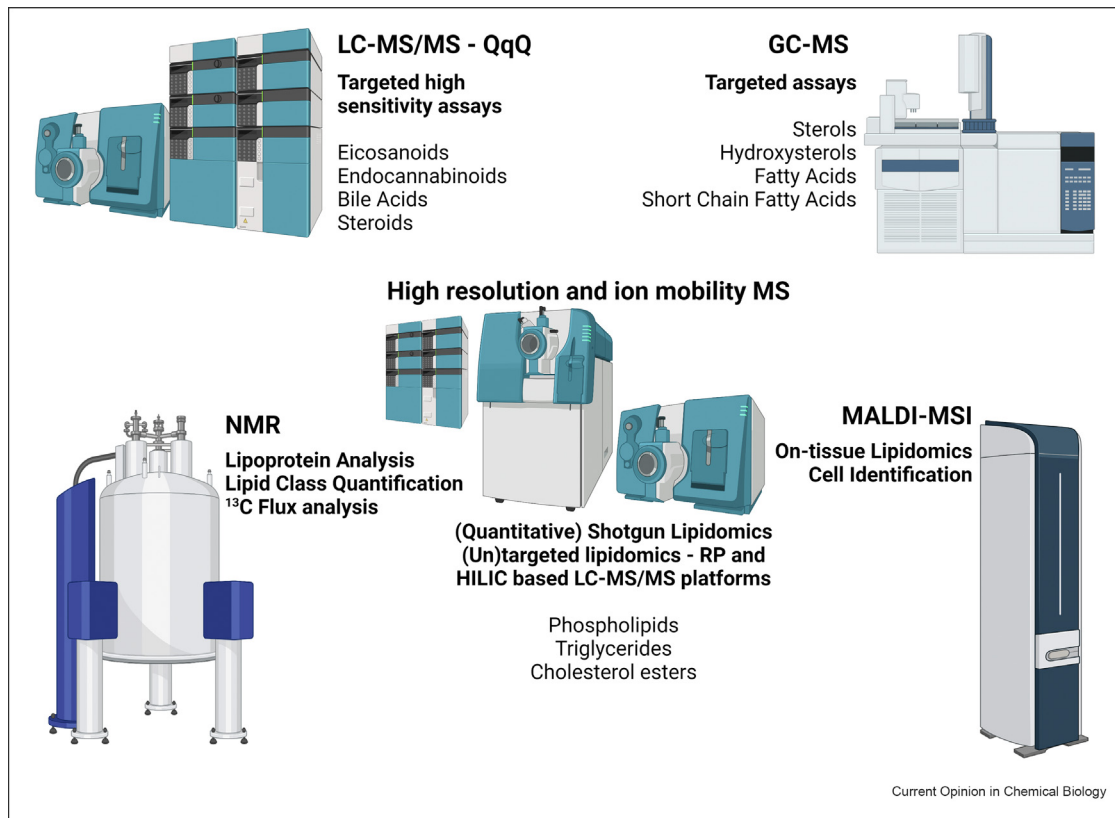 LC-MS/MS - QqQ
Targeted high
sensitivity assays
Eicosanoids
Endocannabinoids
Bile Acids
Steroids
GC-MS
Targeted assays
Sterols
Hydroxysterols
Fatty Acids
Short Chain Fatty Acids
High resolution and ion mobility MS
(Quantitative) Shotgun Lipidomics
(Un)targeted lipidomics - RP and
HILIC based LC-MS/MS platforms
Phospholipids
Triglycerides
Cholesterol esters
NMR
Lipoprotein Analysis
Lipid Class Quantification
¹³C Flux analysis
MALDI-MSI
On-tissue Lipidomics
Cell Identification
Current Opinion in Chemical Biology